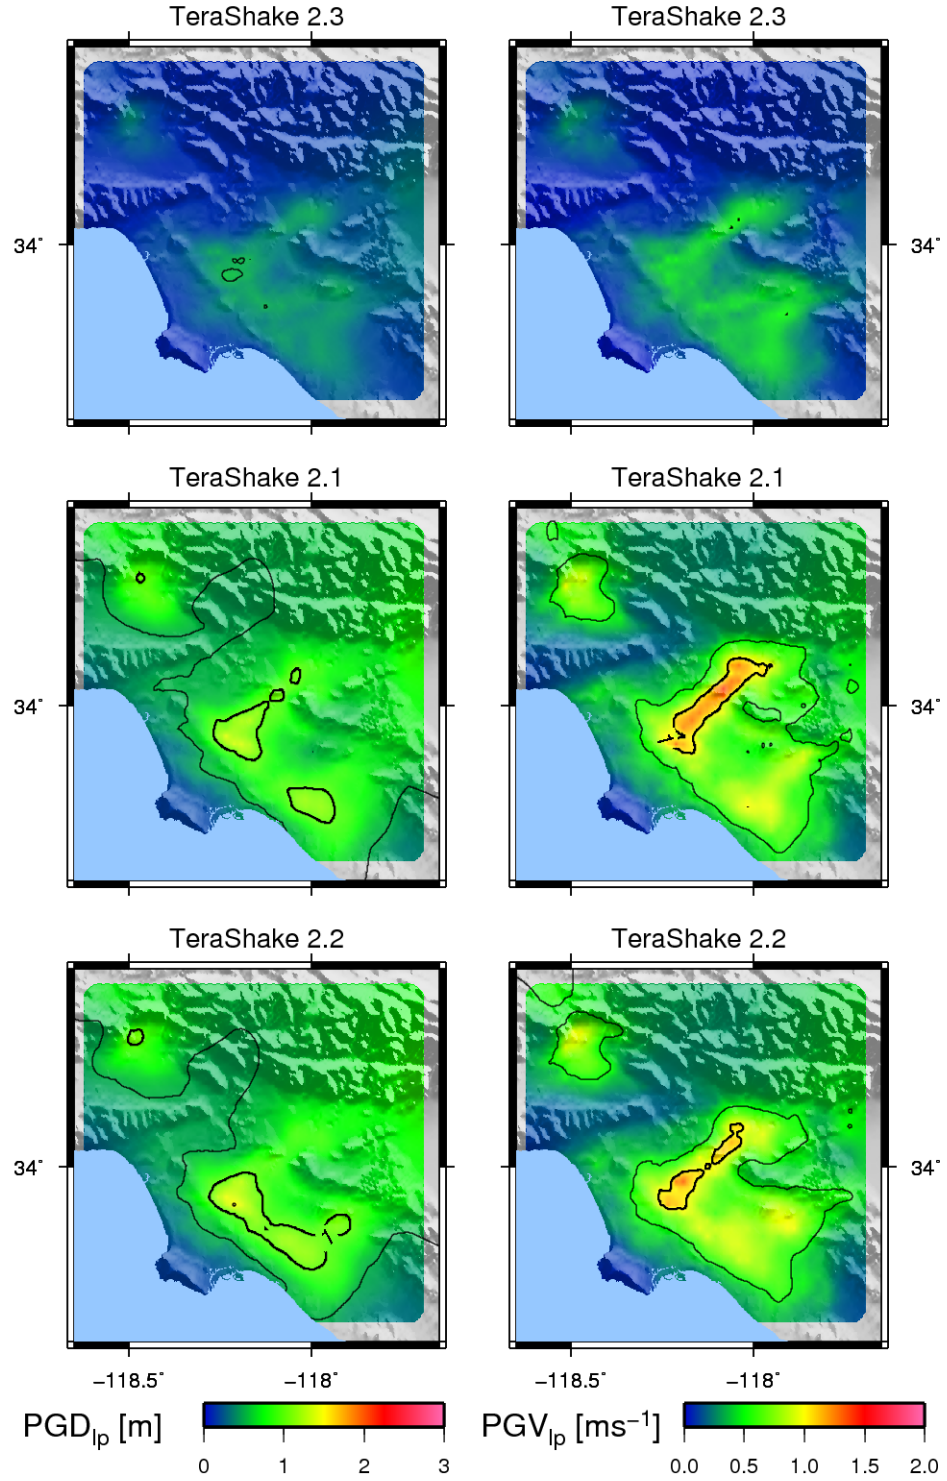 TeraShake 2.3 TeraShake 2.3
34° 34°
TeraShake 2.1 TeraShake 2.1
34° 34°
TeraShake 2.2 TeraShake 2.2
34° 34°
−118.5° −118° −118.5° −118°
PGD_lp [m] PGV_lp [ms⁻¹]
0 1 2 3 0.0 0.5 1.0 1.5 2.0